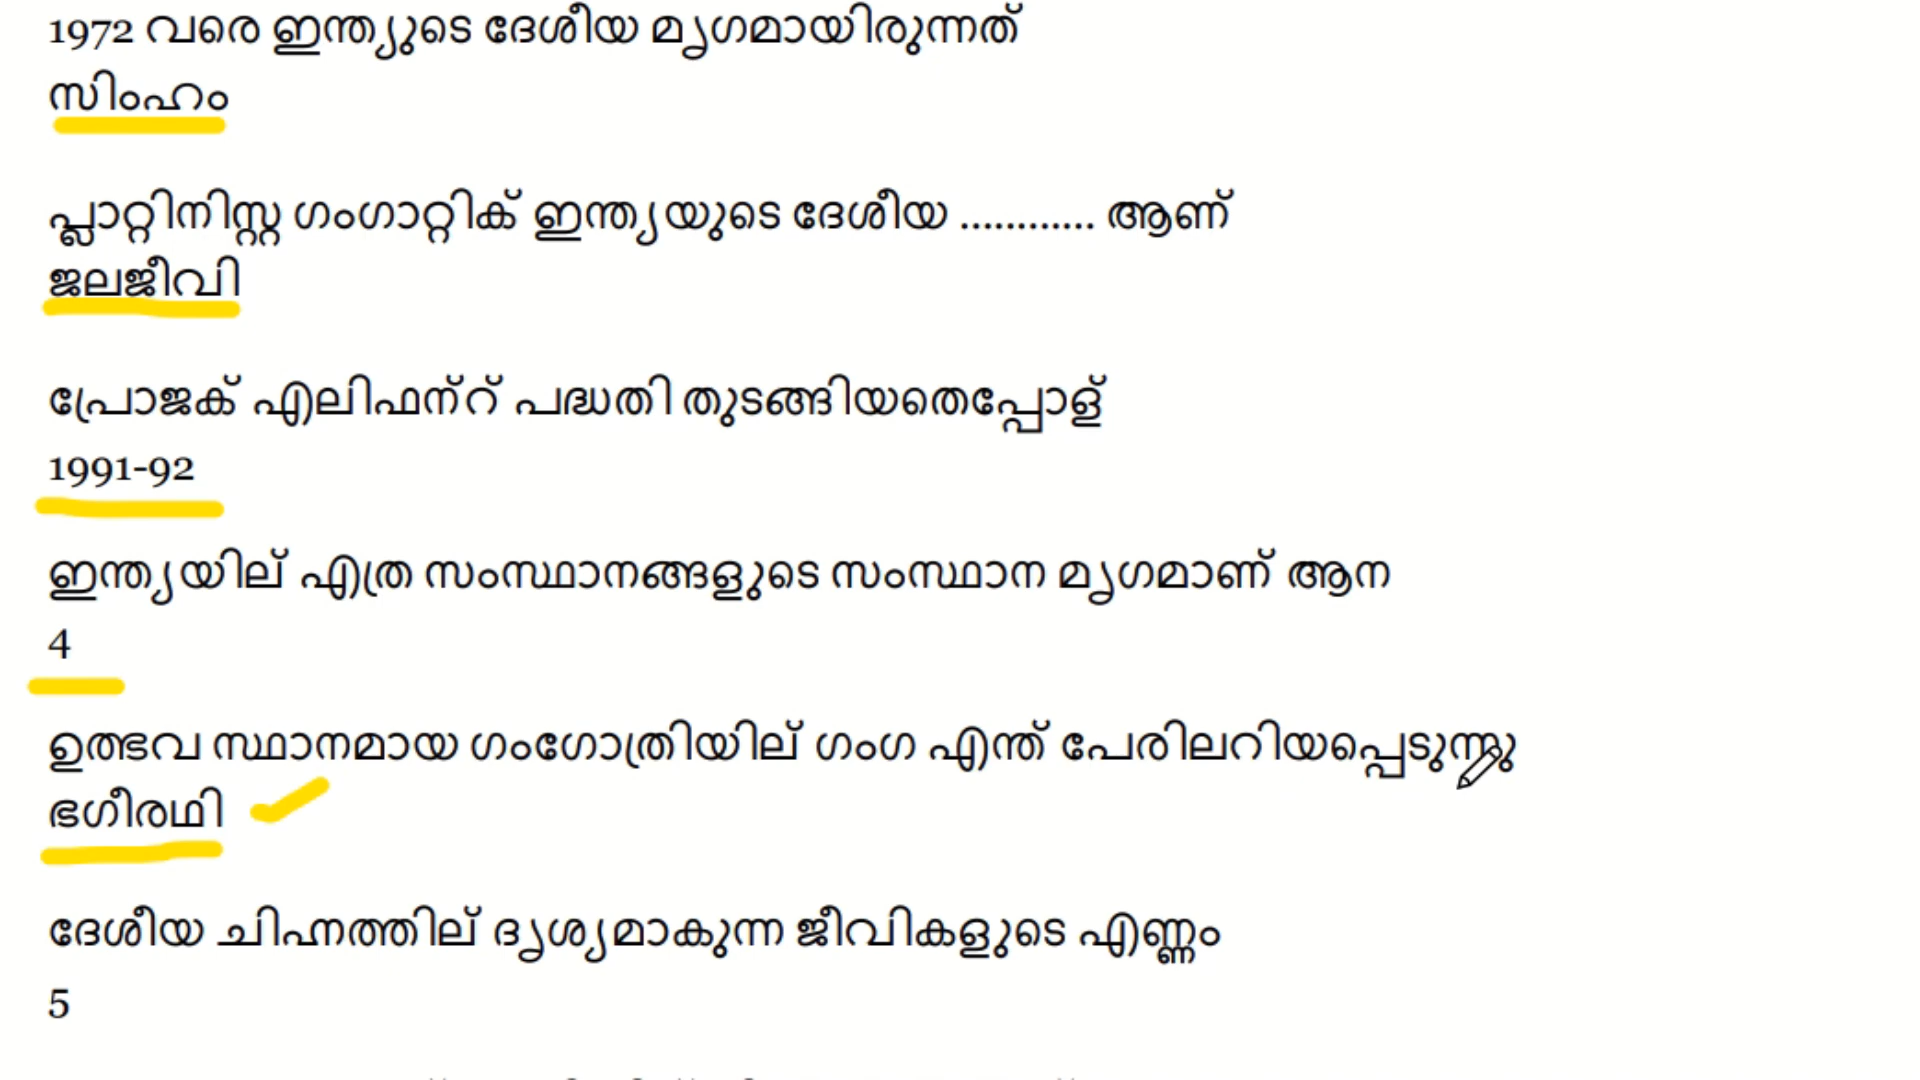 1972 വരെ ഇന്ത്യുടെ ദേശീയ മൃഗമായിരുന്നത്
സിംഹം
പ്ലാറ്റിനിസ്റ്റ ഗംഗാറ്റിക് ഇന്ത്യയുടെ ദേശീയ ............ ആണ്
ജലജീവി
പ്രോജക് എലിഫന്റ് പദ്ധതി തുടങ്ങിയതെപ്പോള്
1991-92
ഇന്ത്യയില് എത്ര സംസ്ഥാനങ്ങളുടെ സംസ്ഥാന മൃഗമാണ് ആന
4
ഉത്ഭവ സ്ഥാനമായ ഗംഗോത്രിയില് ഗംഗ എന്ത് പേരിലറിയപ്പെടുന്നു
ഭഗീരഥി
ദേശീയ ചിഹ്നത്തില് ദൃശ്യമാകുന്ന ജീവികളുടെ എണ്ണം
5